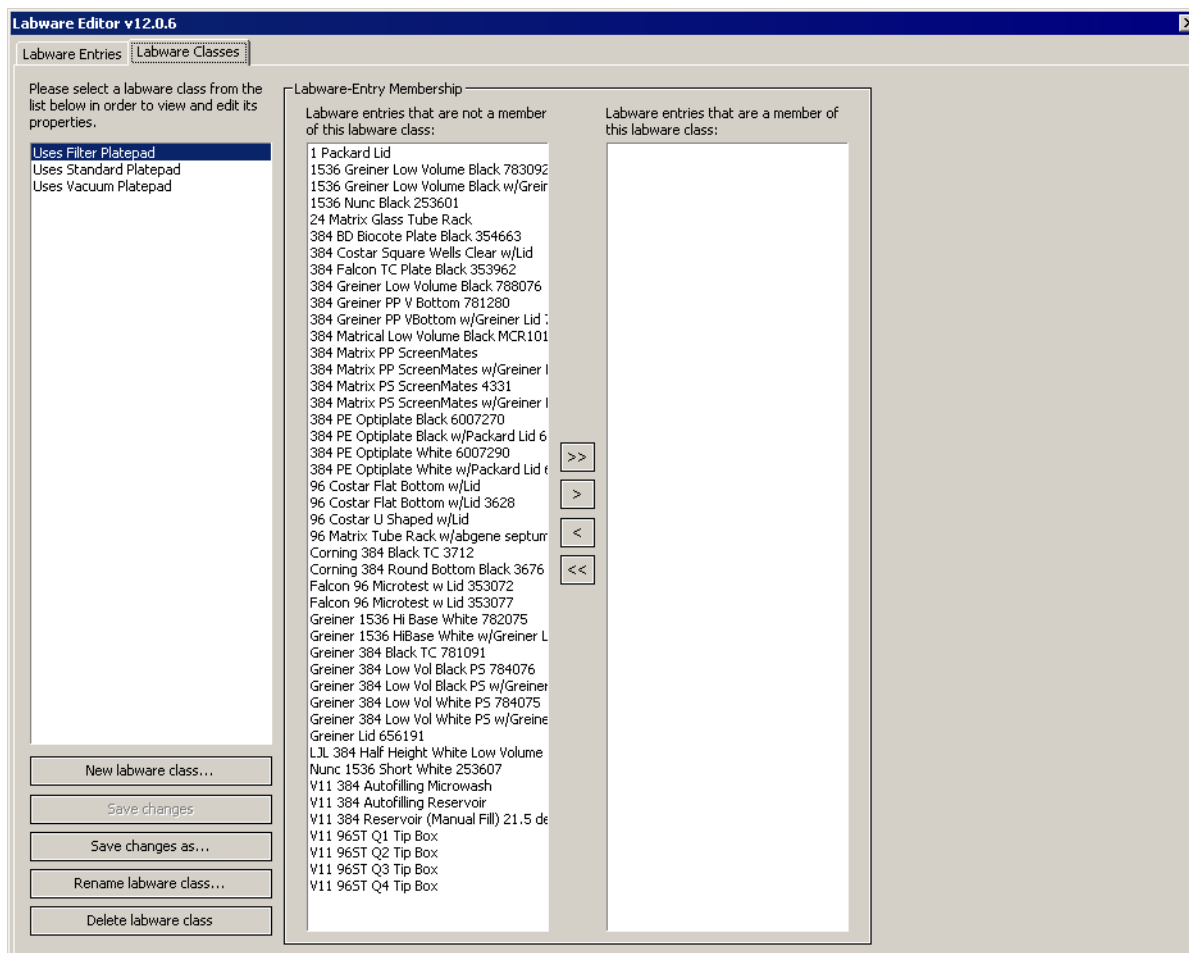 Labware Editor v12.0.6
Labware Entries
Labware Classes
Please select a labware class from the
list below in order to view and edit its
properties.
Uses Filter Platepad
Uses Standard Platepad
Uses Vacuum Platepad
New labware class...
Save changes
Save changes as...
Rename labware class...
Delete labware class
Labware-Entry Membership
Labware entries that are not a member
of this labware class:
1 Packard Lid
1536 Greiner Low Volume Black 783092
1536 Greiner Low Volume Black w/Greir
1536 Nunc Black 253601
24 Matrix Glass Tube Rack
384 BD Biocote Plate Black 354663
384 Costar Square Wells Clear w/Lid
384 Falcon TC Plate Black 353962
384 Greiner Low Volume Black 788076
384 Greiner PP V Bottom 781280
384 Greiner PP VBottom w/Greiner Lid
384 Matrical Low Volume Black MCR101
384 Matrix PP ScreenMates
384 Matrix PP ScreenMates w/Greiner
384 Matrix PS ScreenMates 4331
384 Matrix PS ScreenMates w/Greiner
384 PE Optiplate Black 6007270
384 PE Optiplate Black w/Packard Lid 6
384 PE Optiplate White 6007290
384 PE Optiplate White w/Packard Lid
96 Costar Flat Bottom w/Lid
96 Costar Flat Bottom w/Lid 3628
96 Costar U Shaped w/Lid
96 Matrix Tube Rack w/abgene septum
Corning 384 Black TC 3712
Corning 384 Round Bottom Black 3676
Falcon 96 Microtest w Lid 353072
Falcon 96 Microtest w Lid 353077
Greiner 1536 Hi Base White 782075
Greiner 1536 HiBase White w/Greiner L
Greiner 384 Black TC 781091
Greiner 384 Low Vol Black PS 784076
Greiner 384 Low Vol Black PS w/Greiner
Greiner 384 Low Vol White PS 784075
Greiner 384 Low Vol White PS w/Greine
Greiner Lid 656191
LJL 384 Half Height White Low Volume
Nunc 1536 Short White 253607
V11 384 Autofilling Microwash
V11 384 Autofilling Reservoir
V11 384 Reservoir (Manual Fill) 21.5 de
V11 96ST Q1 Tip Box
V11 96ST Q2 Tip Box
V11 96ST Q3 Tip Box
V11 96ST Q4 Tip Box
>>
>
<
<<
Labware entries that are a member of
this labware class: